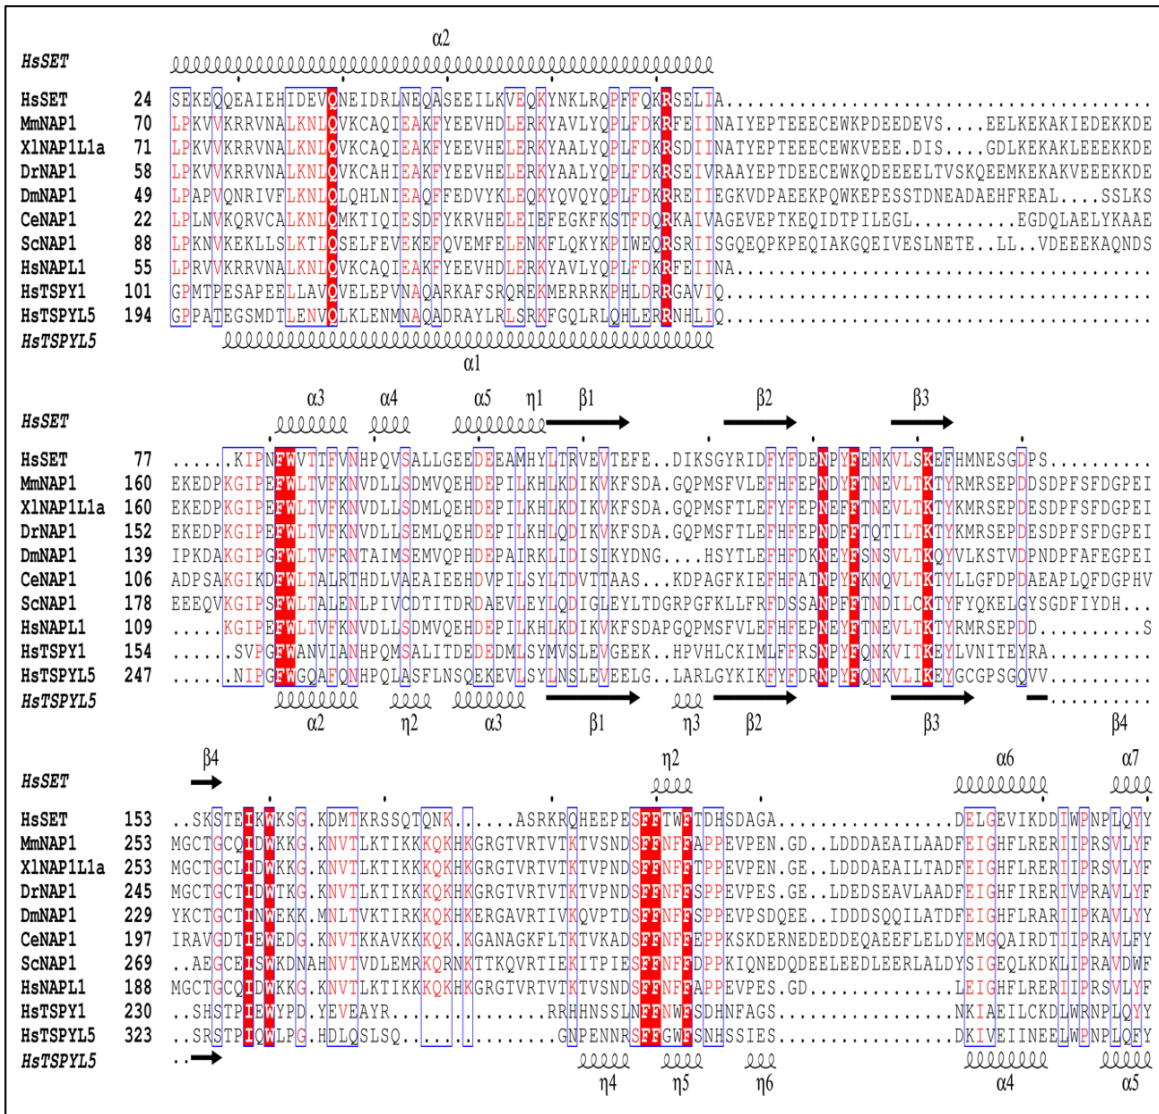 α2
HsSET
HsSET 24 SEKEQQEAIEHIDEVQNEIDRLNEQASEEILKVEQKYNKLRQPFFQKRSELIA........................................
MmNAP1 70 LPKVVKRRVNALKNLQVKCAQIEAKFYEEVHDLERKYAVLYQPLFDKRFEIINAIYEPTEEECEWKPDEEDEVS....EELKEKAKIEDEKKDE
XlNAP1L1a 71 LPKVVKRRVNALKNLQVKCAQIEAKFYEEVHELERKYAALYQPLFDKRSDIINATYEPTEEECEWKVEEE.DIS....GDLKEKAKLEEEKKDE
DrNAP1 58 LPKVVKRRVNALKNLQVKCAHIEAKFYEEVHELERKYAALYQPLFDKRSEIVRAAYEPTDEECEWKQDEEEELTVSKQEEMKEKAKVEEEKKDE
DmNAP1 49 LPAPVQNRIVFLKNLQLQHLNIEAQFFEDVYKLEQKYQVQYQPLFDKRREIIEGKVDPAEEKPQWKEPESSTDNEADAEHFREAL....SSLKS
CeNAP1 22 LPLNVKQRVCALKNLQMKTIQIESDFYKRVHELEIEFEGKFKSTFDQRKAIVAGEVEPTKEQIDTPILEGL..........EGDQLAELYKAAE
ScNAP1 88 LPKNVKEKLLSLKTLQSELFEVEKEFQVEMFELENKFLQKYKPIWEQRSRIISGQEQPKPEQIAKGQEIVESLNETE...LL..VDEEEKAQNDS
HsNAPL1 55 LPRVVKRRVNALKNLQVKCAQIEAKFYEEVHDLERKYAVLYQPLFDKRFEIINA........................................
HsTSPY1 101 GPMTPESAPEELLAVQVELEPVNAQARKAFSRQREKMERRRKPHLDRRGAVIQ.........................................
HsTSPYL5 194 GPPATEGSMDTLENVQLKLENMNAQADRAYLRLSRKFGQLRLQHLERRNHLIQ.........................................
HsTSPYL5
α1
α3 α4 α5 η1 β1 β2 β3
HsSET
HsSET 77 .....KIPNFWVTTFVNHPQVSALLGEEDEEAMHYLTRVEVTEFE..DIKSGYRIDFYFDENPYFENKVLSKEFHMNESGDPS...........
MmNAP1 160 EKEDPKGIPEFWLTVFKNVDLLSDMVQEHDEPILKHLKDIKVKFSDA.GQPMSFVLEFHFEPNDYFTNEVLTKTYRMRSEPDDSDPFSFDGPEI
XlNAP1L1a 160 EKEDPKGIPEFWLTVFKNVDLLSDMLQEHDEPILKHLKDIKVKFSDA.GQPMSFTLEFYFEPNEFFTNEVLTKTYKMRSEPDESDPFSFDGPEI
DrNAP1 152 EKEDPKGIPEFWLTVFKNVDLLSEMLQEHDEPILKHLQDIKVKFSDA.GQPMSFTLEFHFEPNDFFTQTILTKTYKMRSEPDESDPFSFDGPEI
DmNAP1 139 IPKDAKGIPGFWLTVFRNTAIMSEMVQPHDEPAIRKLIDISIKYDNG...HSYTLEFHFDKNEYFSNSVLTKQYVLKSTVDPNDPFAFEGPEI
CeNAP1 106 ADPSAKGIKDFWLTALRTHDLVAEAIEEHDVPILSYLTDVTTAAS...KDPAGFKIEFHFATNPYFKNQVLTKTYLLGFDPDAEAPLQFDGPHV
ScNAP1 178 EEEQVKGIPSFWLTALENLPIVCDTITDRDAEVLEYLQDIGLEYLTDGRPGFKLLFRFDSSANPFFTNDILCKTYFYQKELGYSGDFIYDH...
HsNAPL1 109 .....KGIPEFWLTVFKNVDLLSDMVQEHDEPILKHLKDIKVKFSDAPGQPMSFVLEFHFEPNEYFTNEVLTKTYRMRSEPDD..........S
HsTSPY1 154 .....SVPGFWANVIANHPQMSALITDEDEDMLSYMVSLEVGEEK..HPVHLCKIMLFFRSNPYFQNKVITKEYLVNITEYRA...........
HsTSPYL5 247 .....NIPGFWGQAFQNHPQLASFLNSQEKEVLSYLNSLEVEELG..LARLGYKIKFYFDRNPYFQNKVLIKEYGCGPSGQVV...........
HsTSPYL5
α2 η2 α3 β1 η3 β2 β3 β4
β4 η2 α6 α7
HsSET
HsSET 153 ..SKSTEIKWKSG.KDMTKRSSQTQNK.....ASRKRQHEEPESFFTWFTDHSDAGA...............DELGEVIKDDIWPNPLQYY
MmNAP1 253 MGCTGCQIDWKKG.KNVTLKTIKKKQKHKGRGTVRTVTKTVSNDSFFNFFAPPEVPEN.GD..LDDDAEAILAADFEIGHFLRERIIPRSVLYF
XlNAP1L1a 253 MGCTGCLIDWKKG.KNVTLKTIKKKQKHKGRGTVRTVTKTVPNDSFFNFFSPPEVPEN.GE..LDDDAEAILAADFEIGHFLRERIIPRSVLYF
DrNAP1 245 MGCTGCTIDWTKG.KNVTLKTIKKKQKHKGRGTVRTVTKTVPNDSFFNFFSPPEVPES.GE..LDEDSEAVLAADFEIGHFIRERIVPRAVLYF
DmNAP1 229 YKCTGCTINWEKK.MNLTVKTIRKKQKHKERGAVRTIVKQVPTDSFFNFFSPPEVPSDQEE..IDDDSQQILATDFEIGHFLRARIIPKAVLYY
CeNAP1 197 IRAVGDTIEWEDG.KNVTKKAVKKKQK.KGANAGKFLTKTVKADSFFNFFEPPKSKDERNEDEDDEQAEEFLELDYEMGQAIRDTIIPRAVLFY
ScNAP1 269 ..AEGCEISWKDNAHNVTVDLEMRKQRNKTTKQVRTIEKITPIESFFNFFDPPKIQNEDQDEELEEDLEERLALDYSIGEQLKDKLIPRAVDWF
HsNAPL1 188 MGCTGCQIDWKKG.KNVTLKTIKKKQKHKGRGTVRTVTKTVSNDSFFNFFAPPEVPES.GD...............LEIGHFLRERIIPRSVLYF
HsTSPY1 230 ..SHSTPIEWYPD.YEVEAYR..........RRHHNSSLNFFNWFSDHNFAGS...............NKIAEILCKDLWRNPLQYY
HsTSPYL5 323 ..SRSTPIQWLPG.HDLQSLSQ..........GNPENNRSFFGWFSNHSSIES...............DKIVEIINEELWPNPLQFY
HsTSPYL5
η4 η5 η6 α4 α5